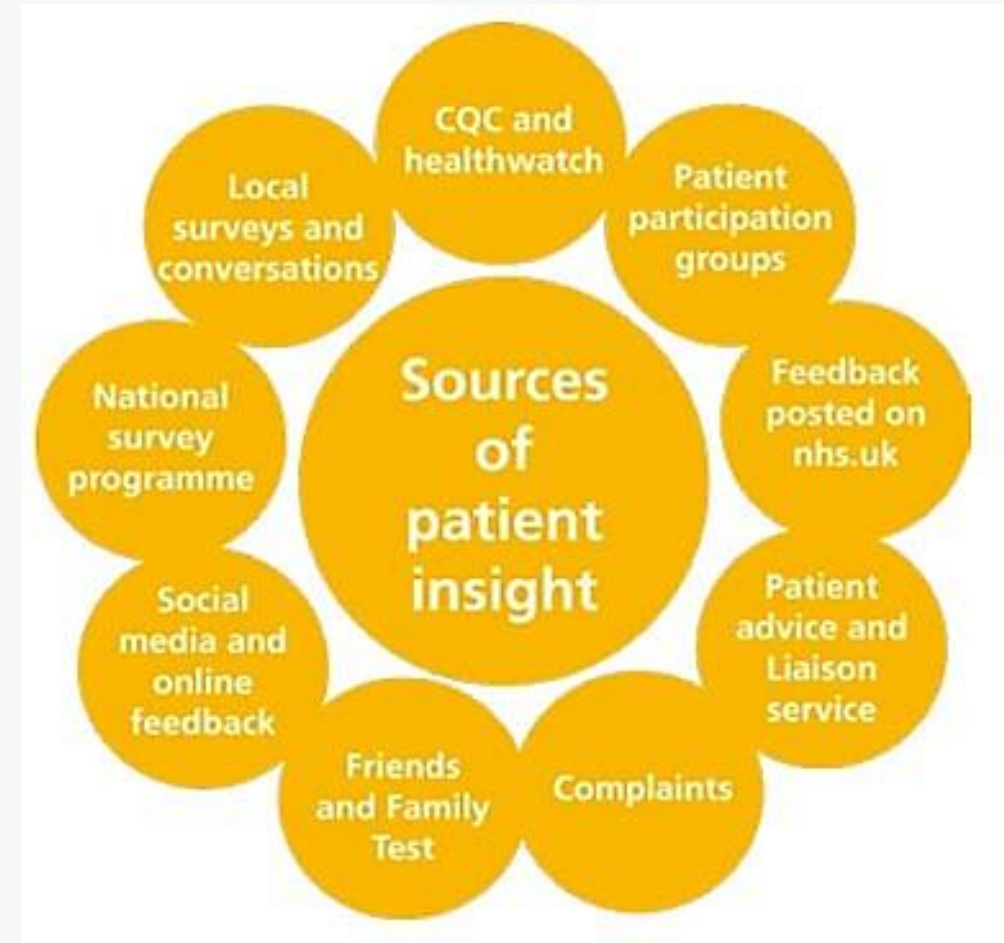 Sources
of
patient
insight
CQC and
healthwatch
Patient
participation
groups
Feedback
posted on
nhs.uk
Patient
advice and
Liaison
service
Complaints
Friends
and Family
Test
Social
media and
online
feedback
National
survey
programme
Local
surveys and
conversations